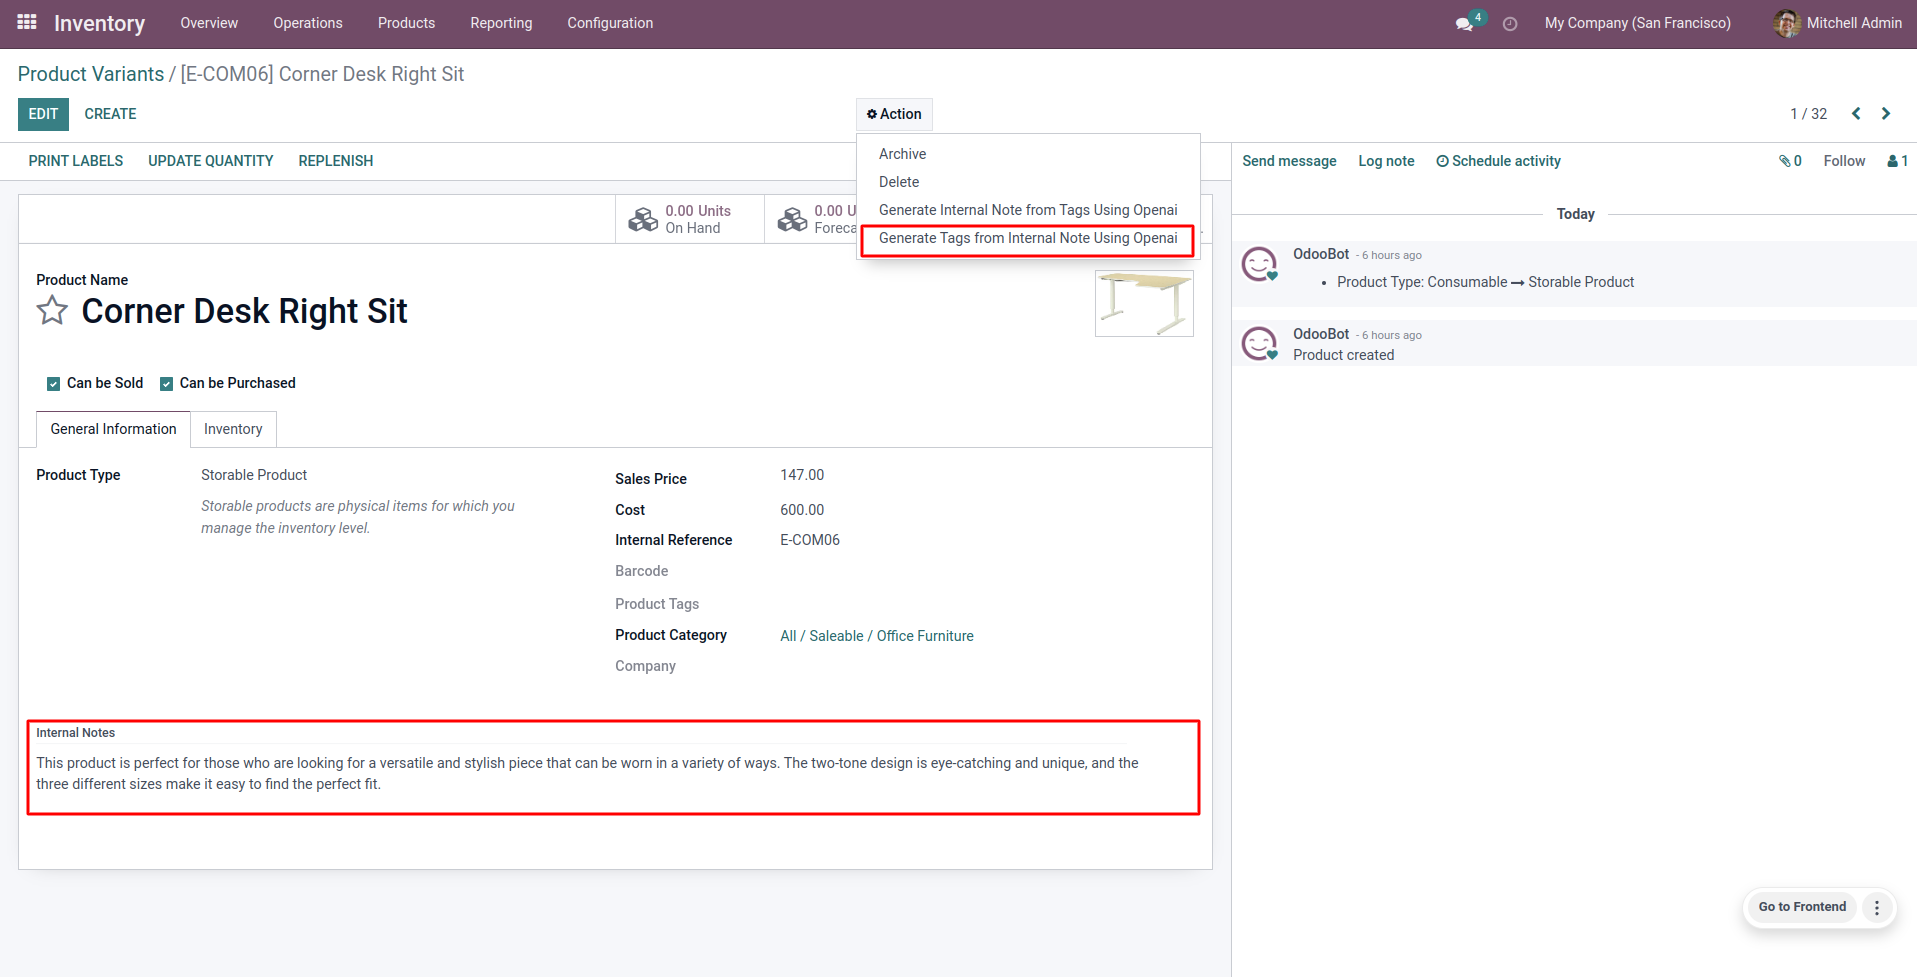 Inventory Overview Operations Products Reporting Configuration 4 My Company (San Francisco) Mitchell Admin
Product Variants / [E-COM06] Corner Desk Right Sit
EDIT CREATE Action 1 / 32
PRINT LABELS UPDATE QUANTITY REPLENISH
Archive
Delete
Generate Internal Note from Tags Using Openai
Generate Tags from Internal Note Using Openai
0.00 Units
On Hand
0.00 U
Foreca
Product Name
Corner Desk Right Sit
Can be Sold Can be Purchased
General Information Inventory
Product Type Storable Product
Storable products are physical items for which you
manage the inventory level.
Sales Price 147.00
Cost 600.00
Internal Reference E-COM06
Barcode
Product Tags
Product Category All / Saleable / Office Furniture
Company
Internal Notes
This product is perfect for those who are looking for a versatile and stylish piece that can be worn in a variety of ways. The two-tone design is eye-catching and unique, and the
three different sizes make it easy to find the perfect fit.
Send message Log note Schedule activity 0 Follow 1
Today
OdooBot - 6 hours ago
• Product Type: Consumable → Storable Product
OdooBot - 6 hours ago
Product created
Go to Frontend